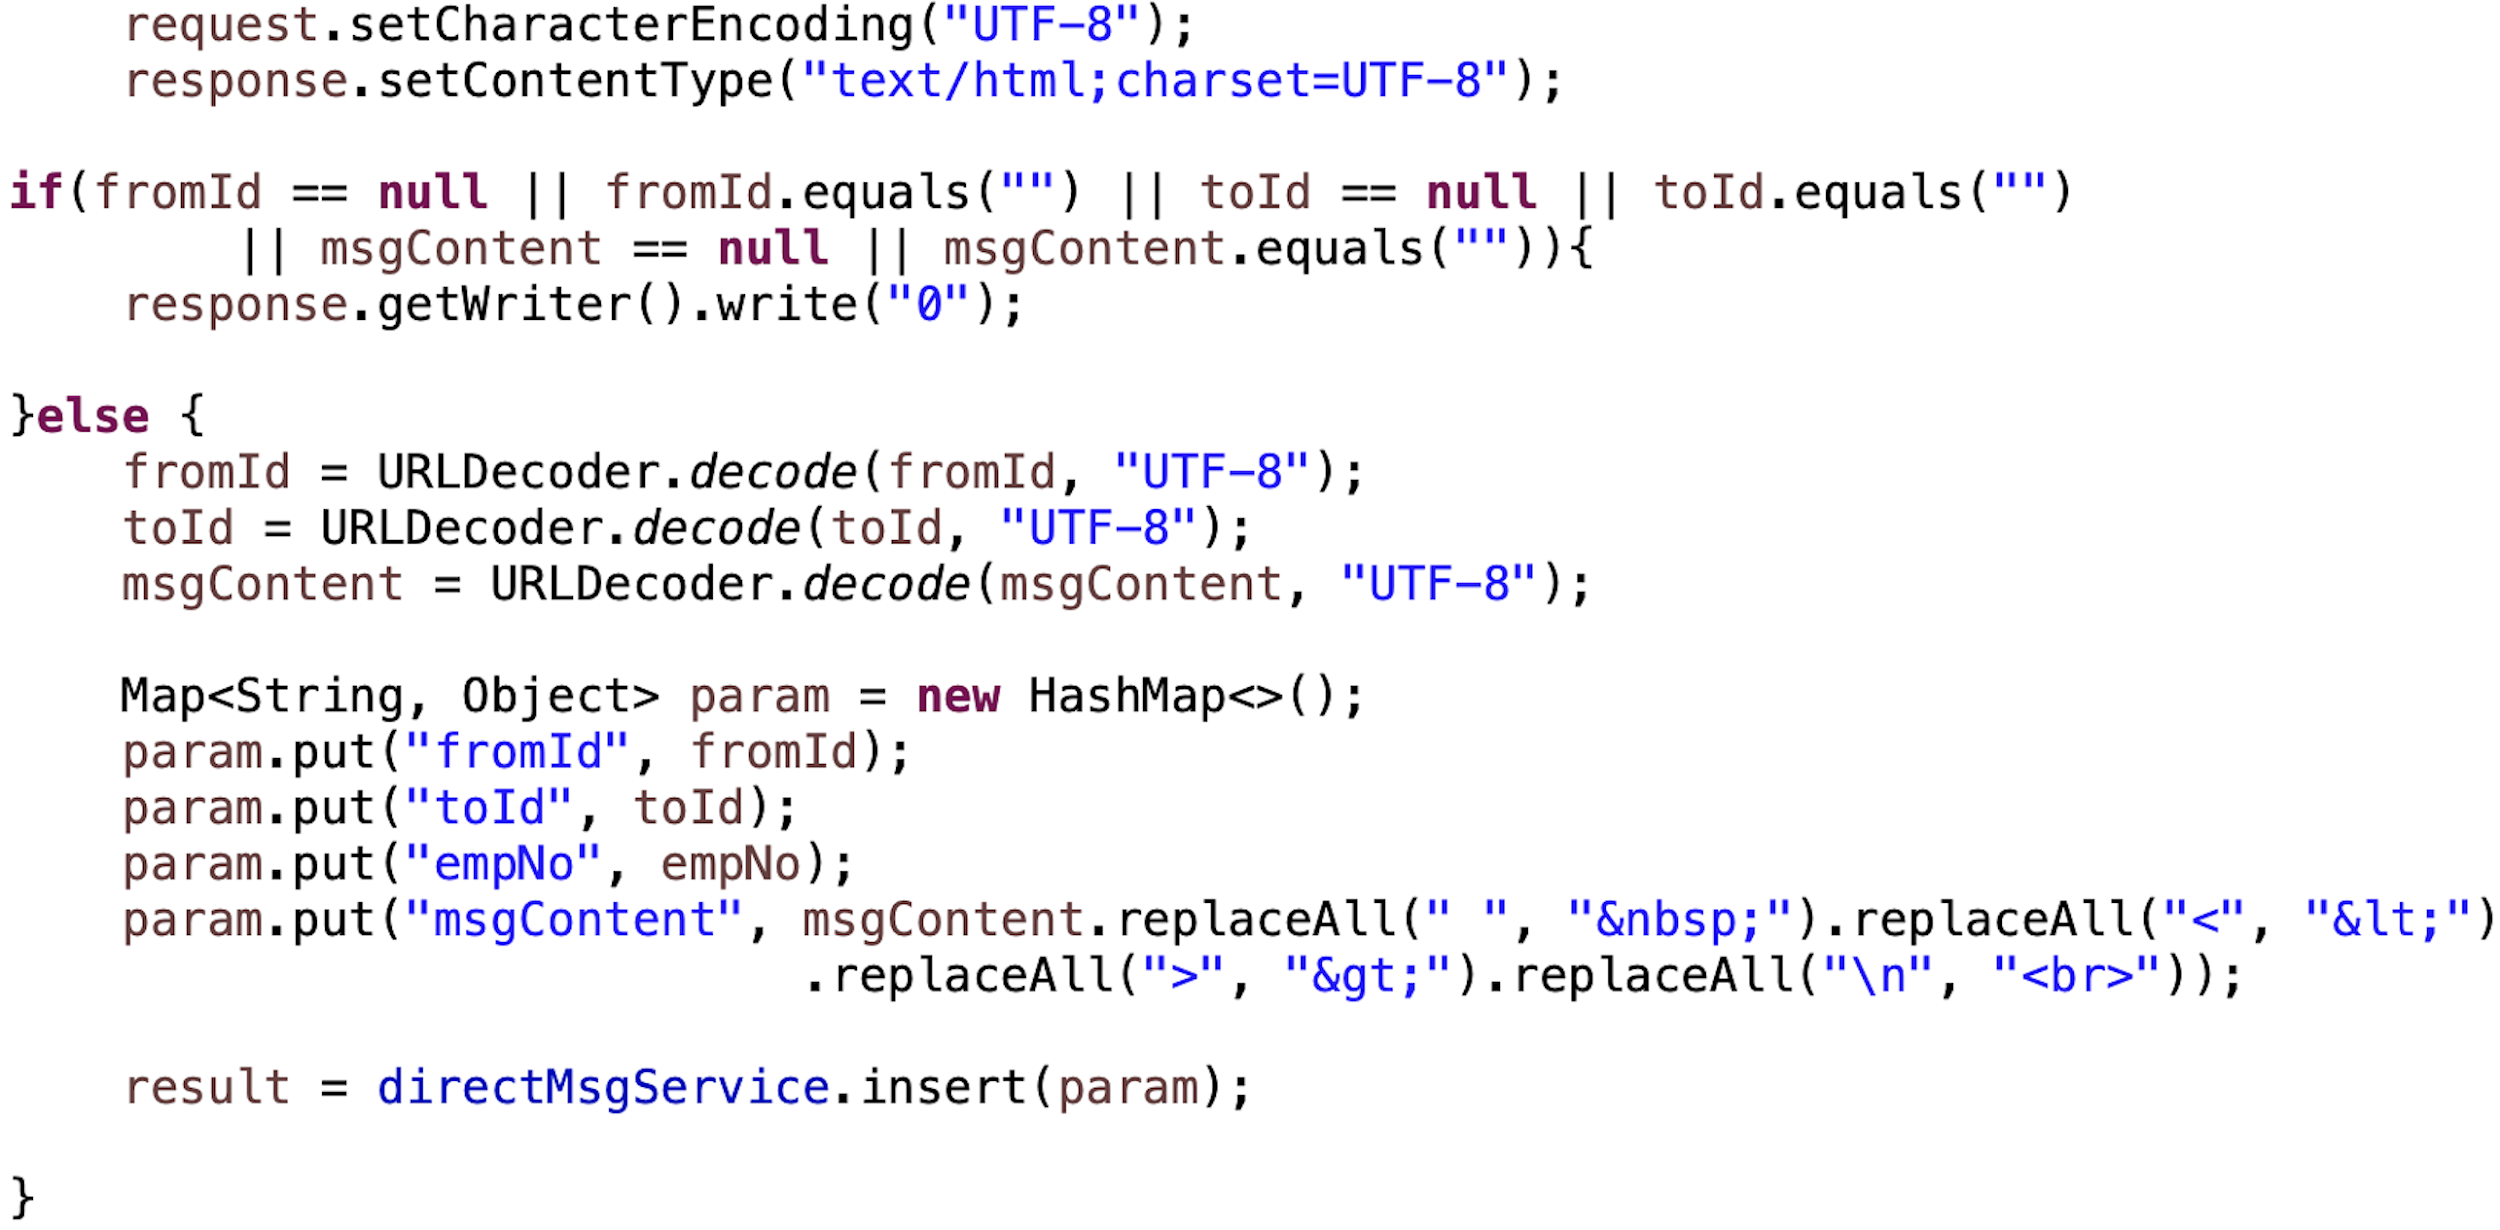 request.setCharacterEncoding("UTF-8");
response.setContentType("text/html;charset=UTF-8");
if(fromId == null || fromId.equals("") || toId == null || toId.equals("")
|| msgContent == null || msgContent.equals("")){
response.getWriter().write("0");
}else {
fromId = URLDecoder.decode(fromId, "UTF-8");
toId = URLDecoder.decode(toId, "UTF-8");
msgContent = URLDecoder.decode(msgContent, "UTF-8");
Map<String, Object> param = new HashMap<>();
param.put("fromId", fromId);
param.put("toId", toId);
param.put("empNo", empNo);
param.put("msgContent", msgContent.replaceAll(" ", "&nbsp;").replaceAll("<", "&lt;")
.replaceAll(">", "&gt;").replaceAll("\n", "<br>"));
result = directMsgService.insert(param);
}